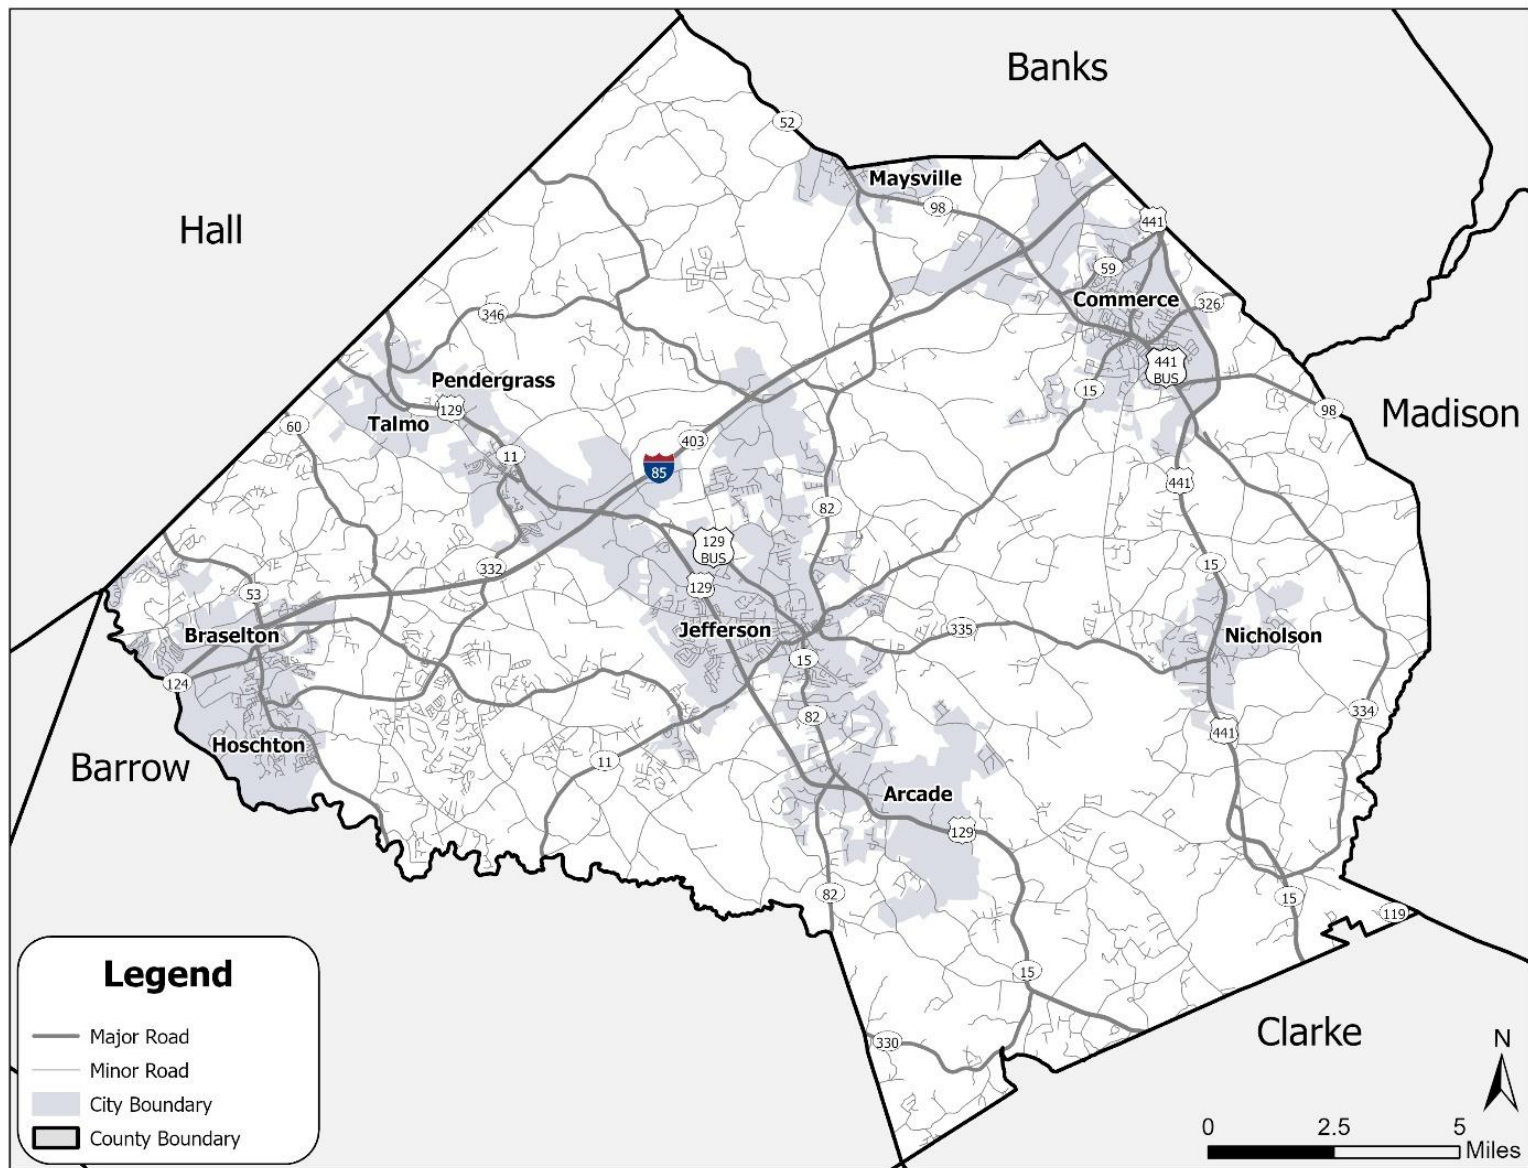 Banks
52
Maysville
98
Hall
441
59
Commerce
326
346
Pendergrass
441
BUS
15
Madison
129
Talmo
98
60
403
11
85
441
82
129
BUS
332
15
129
53
Jefferson
335
Nicholson
Braselton
15
124
82
334
Hoschton
441
11
Barrow
Arcade
129
82
15
119
Legend
15
Major Road
Minor Road
City Boundary
County Boundary
330
Clarke
N
0 2.5 5
Miles